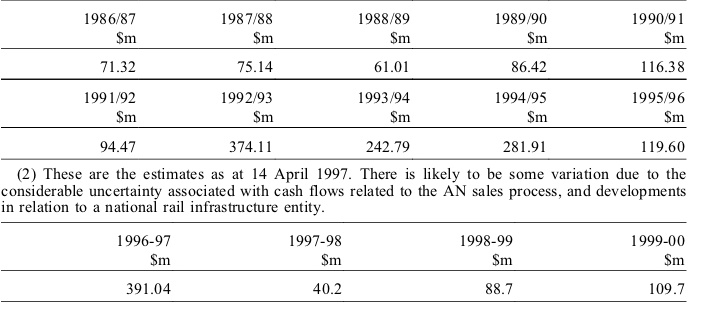 1986/87 1987/88 1988/89 1989/90 1990/91
$m $m $m $m $m
71.32 75.14 61.01 86.42 116.38
1991/92 1992/93 1993/94 1994/95 1995/96
$m $m $m $m $m
94.47 374.11 242.79 281.91 119.60
(2) These are the estimates as at 14 April 1997. There is likely to be some variation due to the
considerable uncertainty associated with cash flows related to the AN sales process, and developments
in relation to a national rail infrastructure entity.
1996-97 1997-98 1998-99 1999-00
$m $m $m $m
391.04 40.2 88.7 109.7